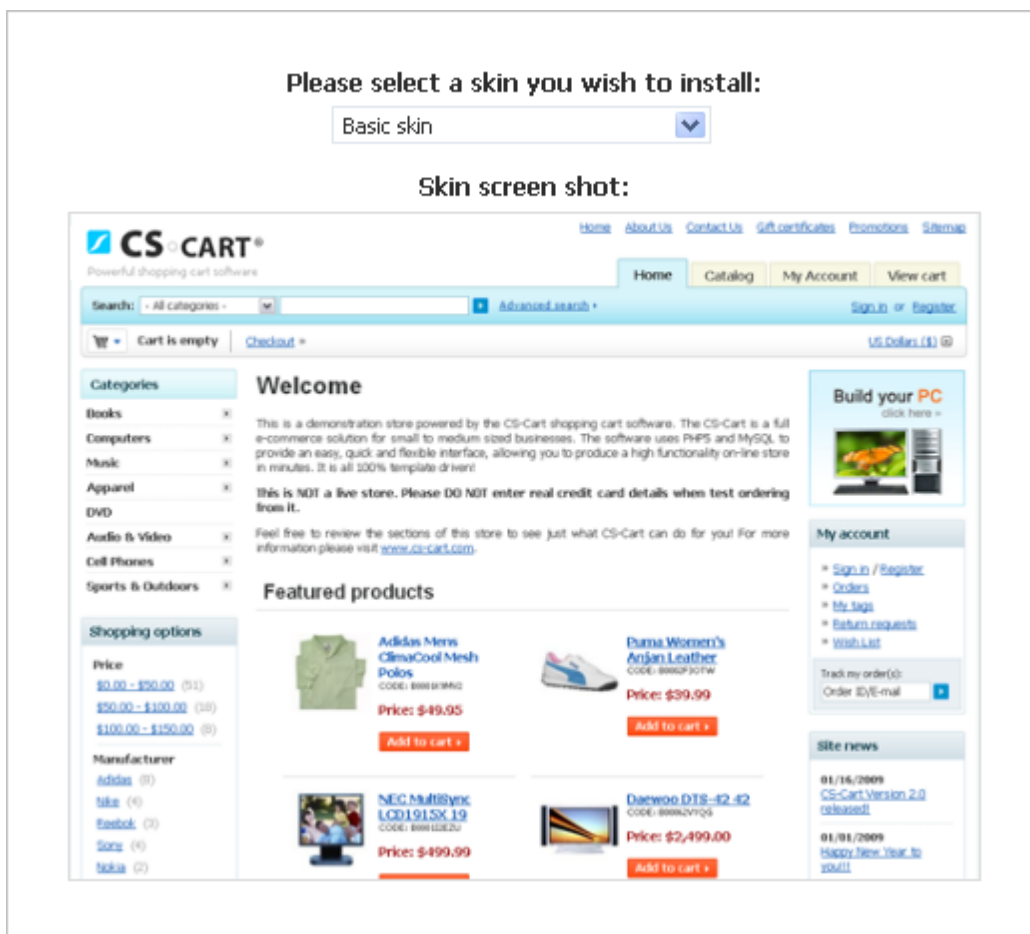 Please select a skin you wish to install:
Basic skin
Skin screen shot:
CS-CART®
Powerful shopping cart software
Home About Us Contact Us Gift certificates Promotions Sitemap
Home Catalog My Account View cart
Search: - All categories - Advanced search
Sign in or Register
Cart is empty Checkout »
US Dollars ($)
Categories
Books
Computers
Music
Apparel
DVD
Audio & Video
Cell Phones
Sports & Outdoors
Shopping options
Price
$0.00 - $50.00 (51)
$50.00 - $100.00 (18)
$100.00 - $150.00
Manufacturer
Adidas (9)
Nike (4)
Reebok (3)
Sony (4)
Nokia (2)
Welcome
This is a demonstration store powered by the CS-Cart shopping cart software. The CS-Cart is a full
e-commerce solution for small to medium sized businesses. The software uses PHP5 and MySQL to
provide an easy, quick and flexible interface, allowing you to produce a high functionality on-line store
in minutes. It is all 100% template driven!
This is NOT a live store. Please DO NOT enter real credit card details when test ordering
from it.
Feel free to review the sections of this store to see just what CS-Cart can do for you! For more
information please visit www.cs-cart.com.
Featured products
Adidas Mens
ClimaCool Mesh
Polos
CODE:
Price: $49.95
Add to cart
Puma Women's
Anjan Leather
CODE:
Price: $39.99
Add to cart
NEC MultiSync
LCD1915X 19
CODE:
Price: $499.99
Daewoo DTS-42 42
CODE:
Price: $2,499.00
Add to cart
Build your PC
click here »
My account
» Sign in / Register
» Orders
» My tags
» Return requests
» Wish List
Track my order(s):
Order ID/E-mail
Site news
01/16/2009
CS-Cart Version 2.0
released!
01/01/2009
Happy New Year to
you!!!